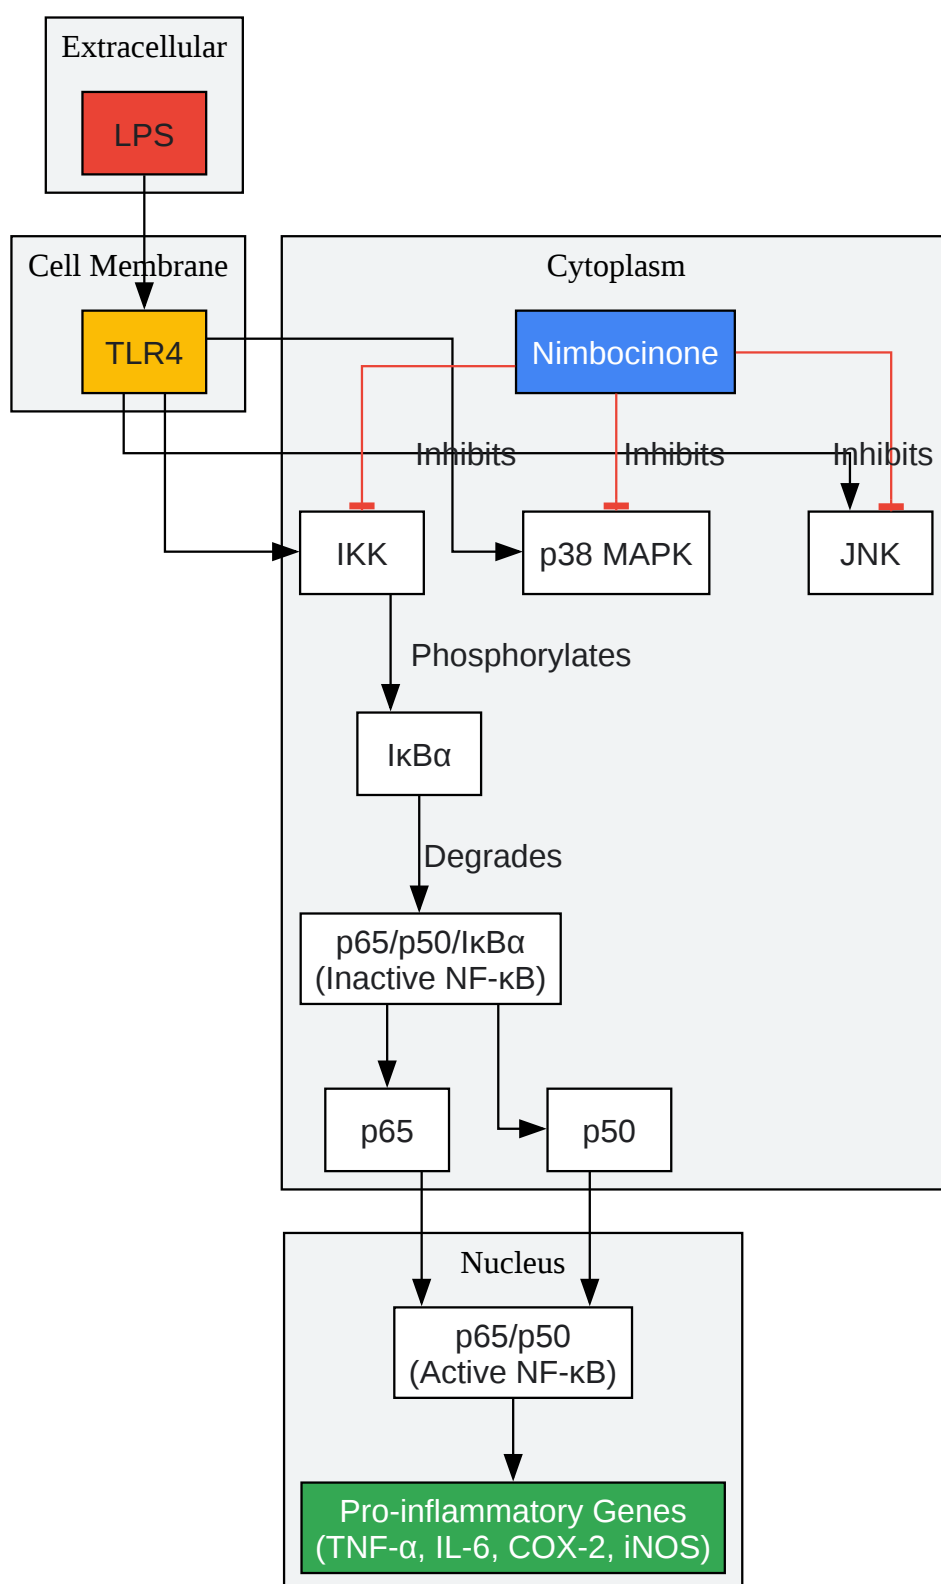 Extracellular
LPS
Cell Membrane
Cytoplasm
TLR4
Nimbocinone
Inhibits
Inhibits
Inhibits
IKK
p38 MAPK
JNK
Phosphorylates
IκBα
Degrades
p65/p50/IκBα
(Inactive NF-κB)
p65
p50
Nucleus
p65/p50
(Active NF-κB)
Pro-inflammatory Genes
(TNF-α, IL-6, COX-2, iNOS)